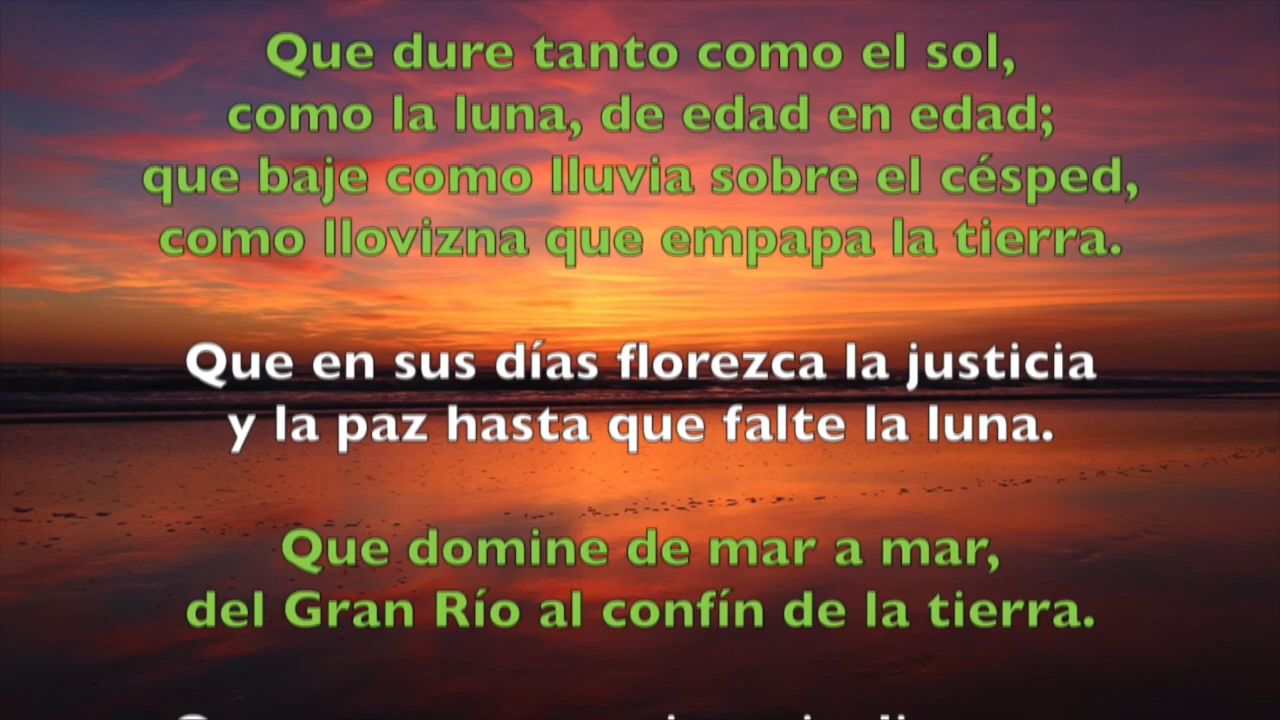 Que dure tanto como el sol,
como la luna, de edad en edad;
que baje como lluvia sobre el césped,
como llovizna que empapa la tierra.
Que en sus días florezca la justicia
y la paz hasta que falte la luna.
Que domine de mar a mar,
del Gran Río al confín de la tierra.